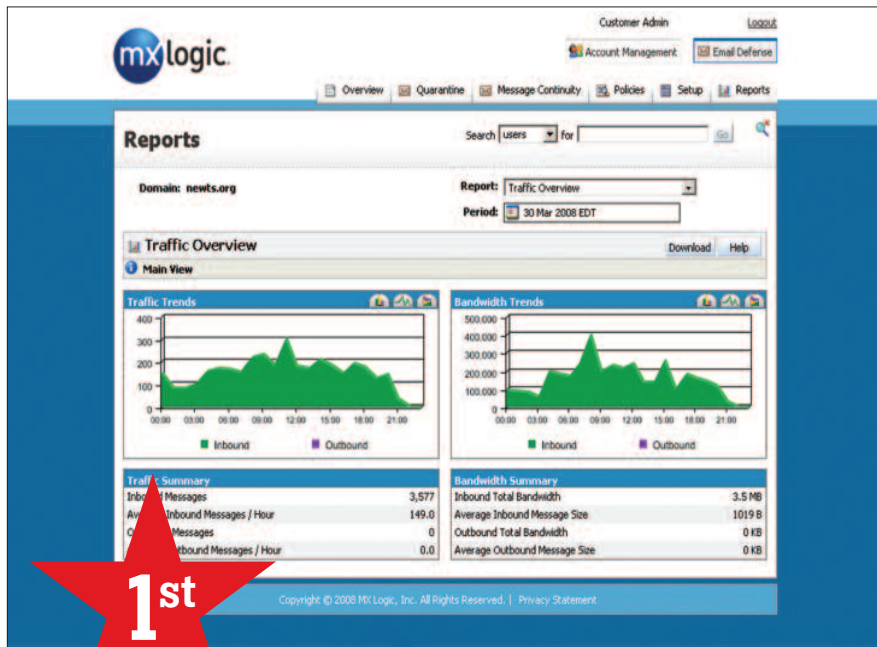 Customer Admin Logout
mxlogic.
Account Management Email Defense
Overview Quarantine Message Continuity Policies Setup Reports
Reports
Search users for Go
Domain: newts.org
Report: Traffic Overview
Period: 30 Mar 2008 EDT
Traffic Overview
Download Help
Main View
Traffic Trends
400
300
200
100
0
00:00 03:00 06:00 09:00 12:00 15:00 18:00 21:00
Inbound Outbound
Bandwidth Trends
500.000
400.000
300.000
200.000
100.000
0
00:00 03:00 06:00 09:00 12:00 15:00 18:00 21:00
Inbound Outbound
Traffic Summary
Inbound Messages 3,577
Inbound Messages / Hour 149.0
Messages 0
Messages / Hour 0.0
Bandwidth Summary
Inbound Total Bandwidth 3.5 MB
Average Inbound Message Size 1019 B
Outbound Total Bandwidth 0 KB
Average Outbound Message Size 0 KB
1st
Copyright © 2008 MX Logic, Inc. All Rights Reserved. | Privacy Statement